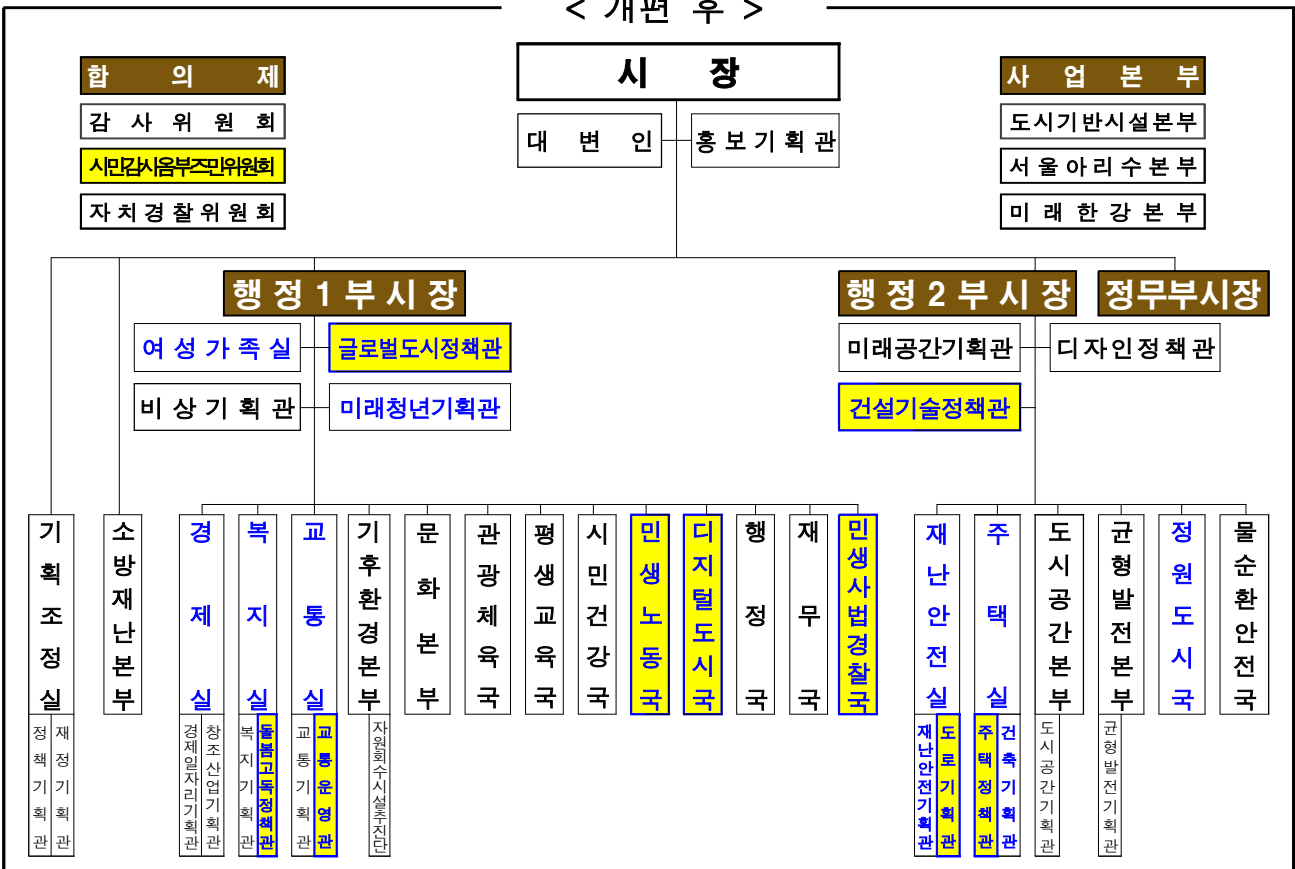 < 개편 후 >
시 장
합 의 제
사 업 본 부
감 사 위 원 회
대 변 인
홍 보 기 획 관
도시기반시설본부
시민감사옴부즈만위원회
서 울 아 리 수 본 부
자 치 경 찰 위 원 회
미 래 한 강 본 부
행 정 1 부 시 장
행 정 2 부 시 장
정무부시장
여 성 가 족 실
글로벌도시정책관
미래공간기획관
디자인정책관
비 상 기 획 관
미래청년기획관
건설기술정책관
기획조정실
소방재난본부
경제실
복지실
교통실
기후환경본부
문화본부
관광체육국
평생교육국
시민건강국
민생노동국
디지털도시국
행정국
재무국
민생사법경찰국
재난안전실
주택실
도시공간본부
균형발전본부
정원도시국
물순환안전국
정책기획관
재정기획관
경제일자리기획관
창조산업기획관
복지기획관
돌봄고독정책관
교통기획관
교통운영관
자원회수시설추진단
재난안전기획관
도로기획관
주택정책관
건축기획관
도시공간기획관
균형발전기획관